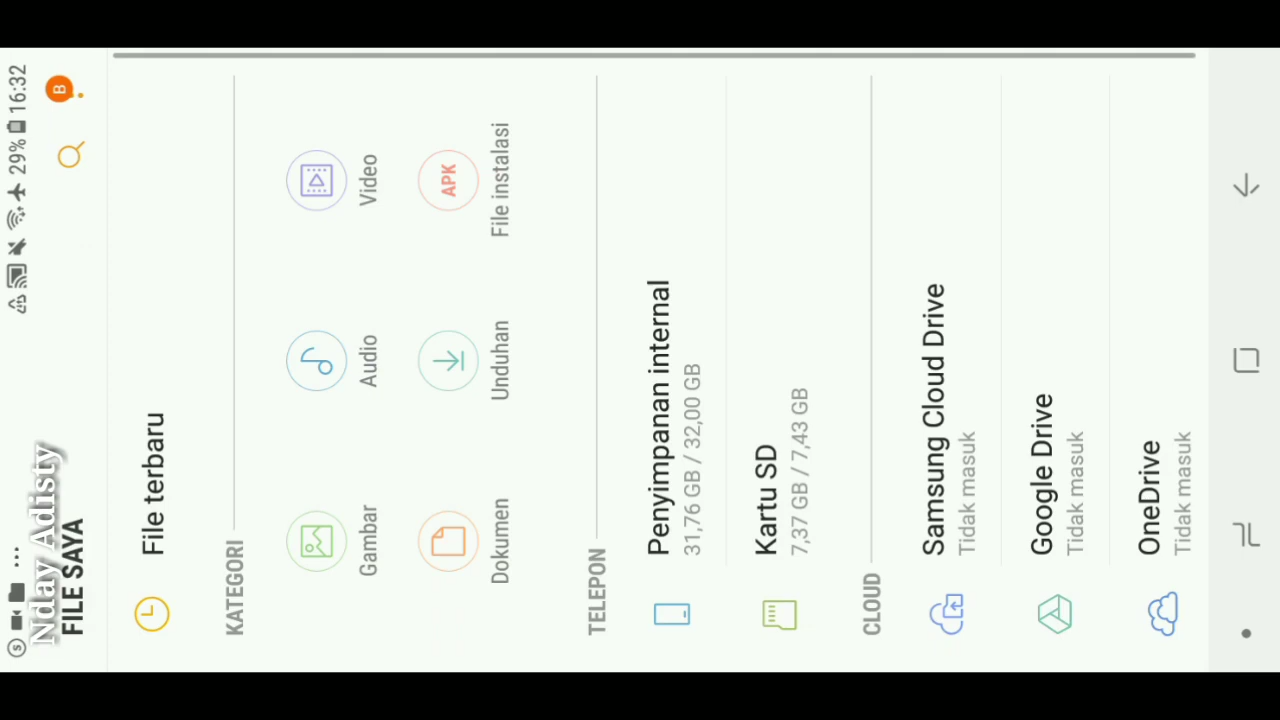 29% 16:32
Nday Adisty
FILE SAYA
B
File terbaru
KATEGORI
Gambar
Audio
Video
APK
Dokumen
Unduhan
File instalasi
TELEPON
Penyimpanan internal
31,76 GB / 32,00 GB
Kartu SD
7,37 GB / 7,43 GB
CLOUD
Samsung Cloud Drive
Tidak masuk
Google Drive
Tidak masuk
OneDrive
Tidak masuk